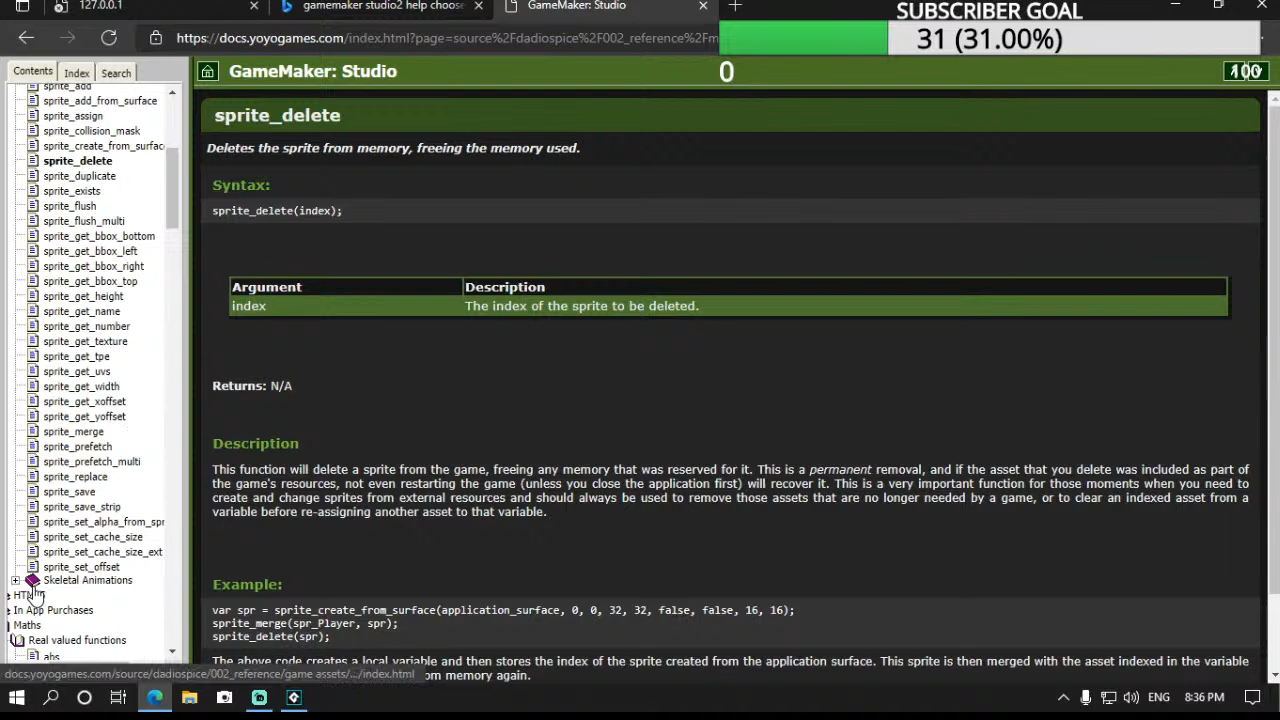 127.0.0.1
gamemaker studio2 help choose
GameMaker: Studio
SUBSCRIBER GOAL
31 (31.00%)
https://docs.yoyogames.com/index.html?page=source%2Fdadiospice%2F002_reference%2Fm
Contents
Index
Search
GameMaker: Studio
0
100
sprite_add
sprite_add_from_surface
sprite_assign
sprite_collision_mask
sprite_create_from_surfac
sprite_delete
sprite_duplicate
sprite_exists
sprite_flush
sprite_flush_multi
sprite_get_bbox_bottom
sprite_get_bbox_left
sprite_get_bbox_right
sprite_get_bbox_top
sprite_get_height
sprite_get_name
sprite_get_number
sprite_get_texture
sprite_get_tpe
sprite_get_uvs
sprite_get_width
sprite_get_xoffset
sprite_get_yoffset
sprite_merge
sprite_prefetch
sprite_prefetch_multi
sprite_replace
sprite_save
sprite_save_strip
sprite_set_alpha_from_spr
sprite_set_cache_size
sprite_set_cache_size_ext
sprite_set_offset
Skeletal Animations
In App Purchases
Maths
Real valued functions
abs
sprite_delete
Deletes the sprite from memory, freeing the memory used.
Syntax:
sprite_delete(index);
Argument Description
index The index of the sprite to be deleted.
Returns: N/A
Description
This function will delete a sprite from the game, freeing any memory that was reserved for it. This is a permanent removal, and if the asset that you delete was included as part of
the game's resources, not even restarting the game (unless you close the application first) will recover it. This is a very important function for those moments when you need to
create and change sprites from external resources and should always be used to remove those assets that are no longer needed by a game, or to clear an indexed asset from a
variable before re-assigning another asset to that variable.
Example:
var spr = sprite_create_from_surface(application_surface, 0, 0, 32, 32, false, false, 16, 16);
sprite_merge(spr_Player, spr);
sprite_delete(spr);
The above code creates a local variable and then stores the index of the sprite created from the application surface. This sprite is then merged with the asset indexed in the variable
om memory again.
docs.yoyogames.com/source/dadiospice/002_reference/game assets/.../index.html
ENG
8:36 PM